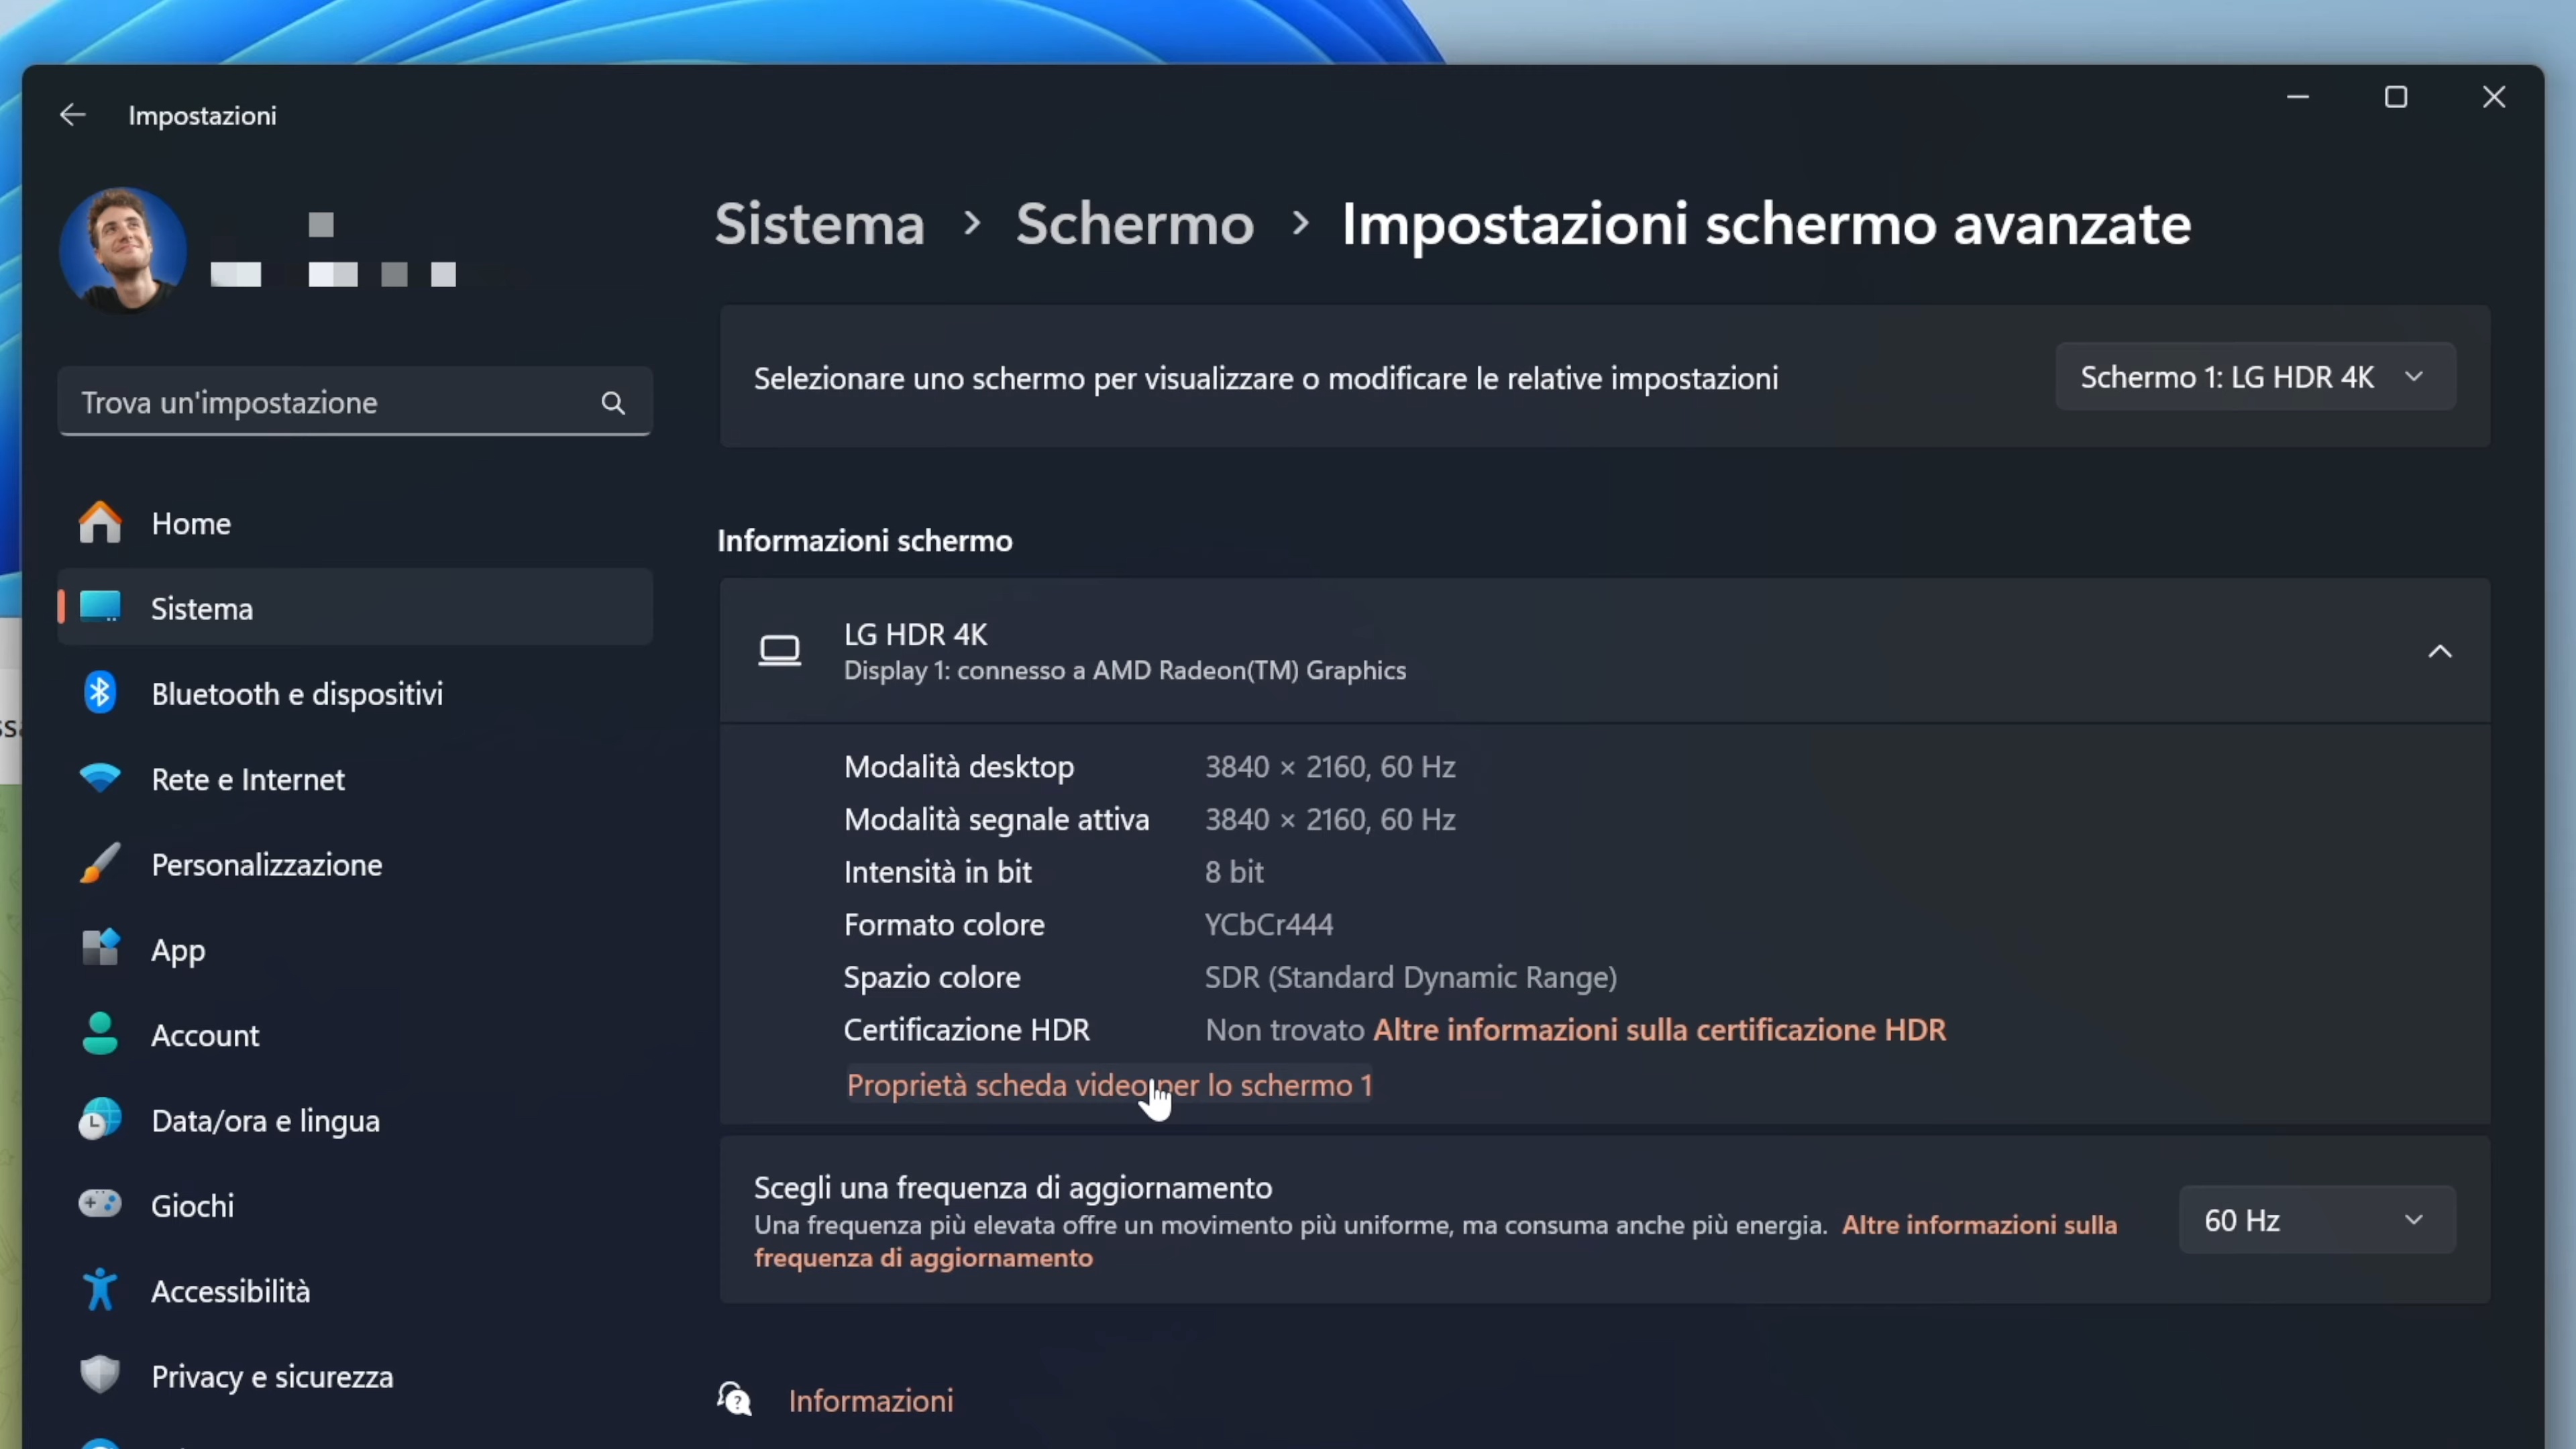 Impostazioni
Trova un'impostazione
Home
Sistema
Bluetooth e dispositivi
Rete e Internet
Personalizzazione
App
Account
Data/ora e lingua
Giochi
Accessibilità
Privacy e sicurezza
Sistema > Schermo > Impostazioni schermo avanzate
Selezionare uno schermo per visualizzare o modificare le relative impostazioni
Schermo 1: LG HDR 4K
Informazioni schermo
LG HDR 4K
Display 1: connesso a AMD Radeon(TM) Graphics
Modalità desktop 3840 × 2160, 60 Hz
Modalità segnale attiva 3840 × 2160, 60 Hz
Intensità in bit 8 bit
Formato colore YCbCr444
Spazio colore SDR (Standard Dynamic Range)
Certificazione HDR Non trovato Altre informazioni sulla certificazione HDR
Proprietà scheda video per lo schermo 1
Scegli una frequenza di aggiornamento
Una frequenza più elevata offre un movimento più uniforme, ma consuma anche più energia. Altre informazioni sulla
frequenza di aggiornamento
60 Hz
Informazioni